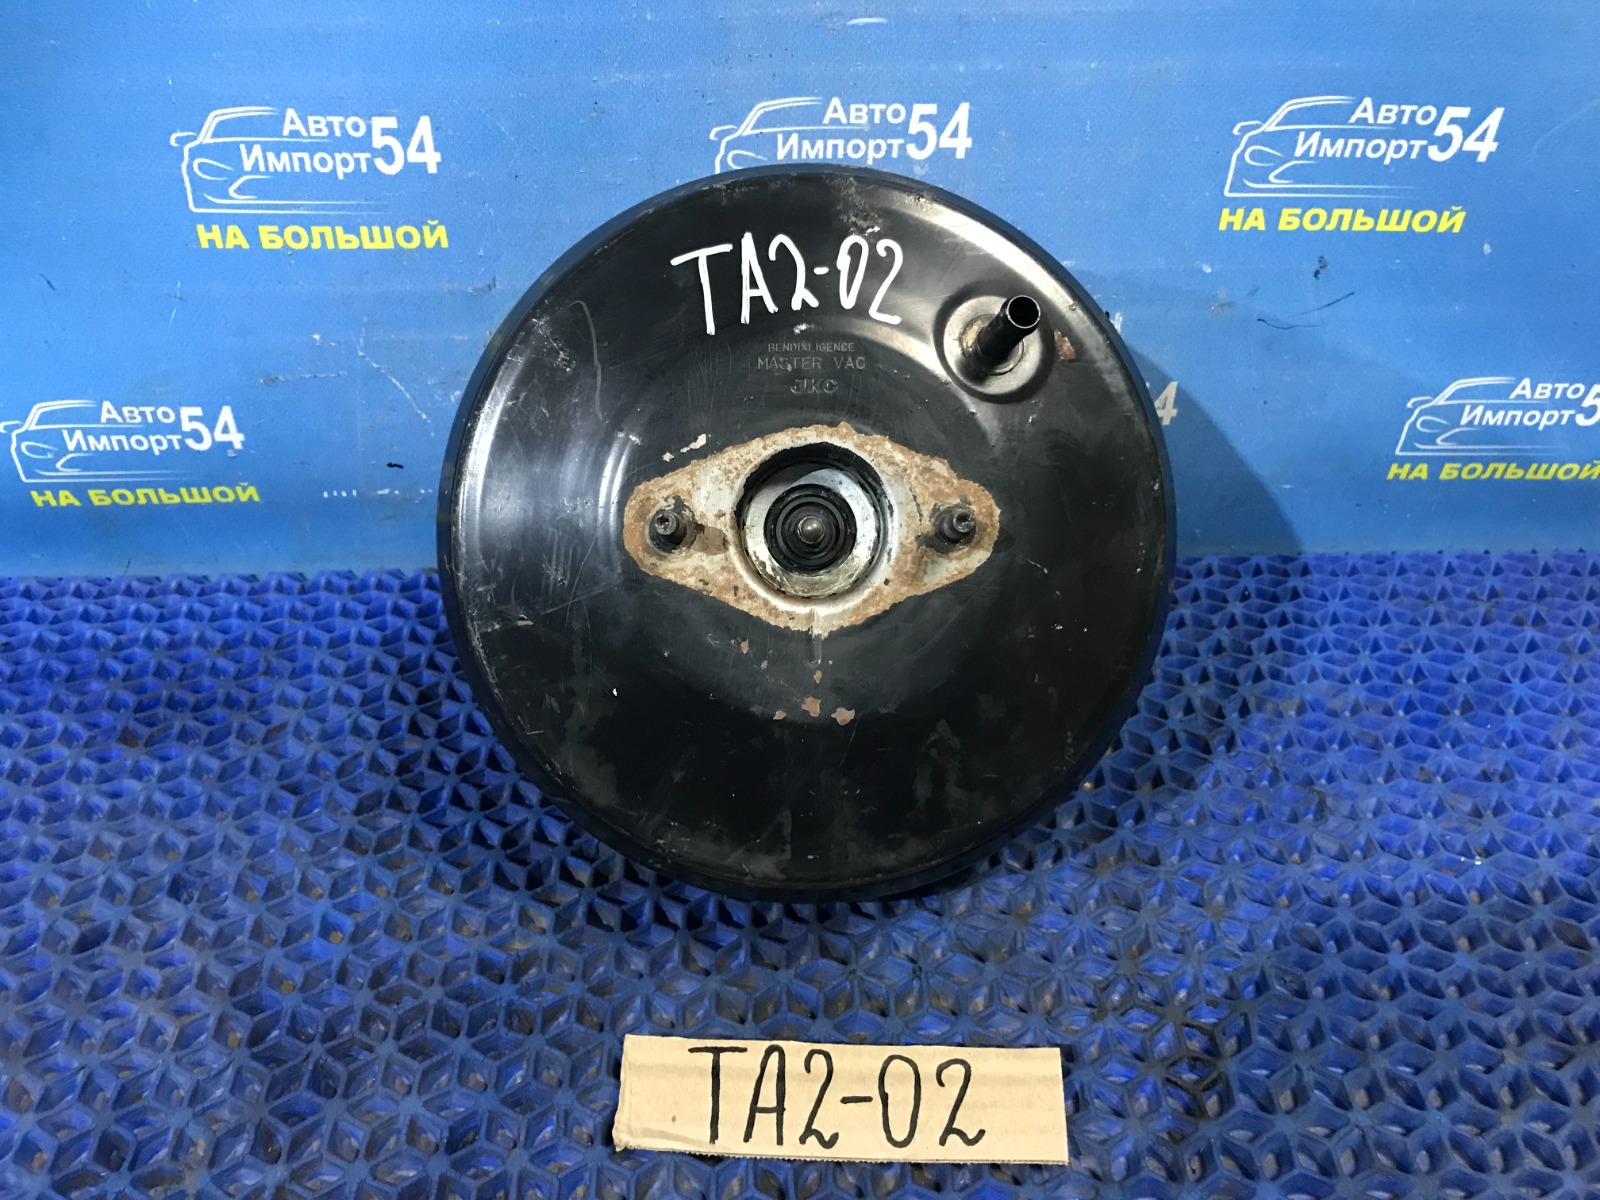 Авто
Импорт54
НА БОЛЬШОЙ
Авто
Импорт54
Авто
Импорт54
НА БОЛЬШОЙ
TA2-02
MASTER VAC
JKC
Авто
Импорт54
НА БОЛЬШОЙ
4
Авто
Импорт5
НА БОЛЬШОЙ
TA2-02